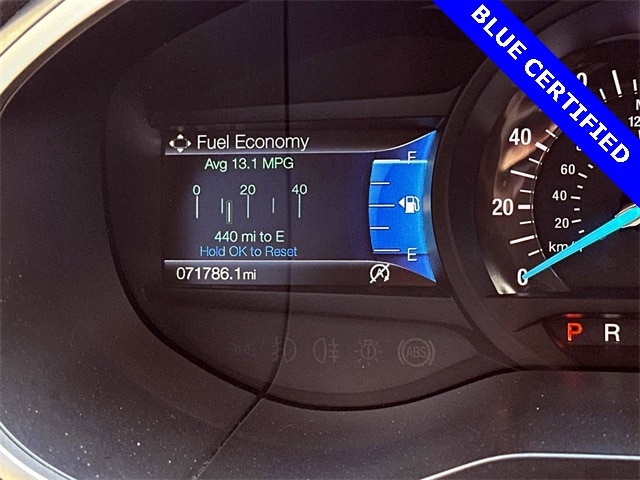 BLUE CERTIFIED
Fuel Economy
Avg 13.1 MPG
0 20 40
440 mi to E
Hold OK to Reset
071786.1mi
F
E
40
20
0
60
40
20
km/h
P R
ABS